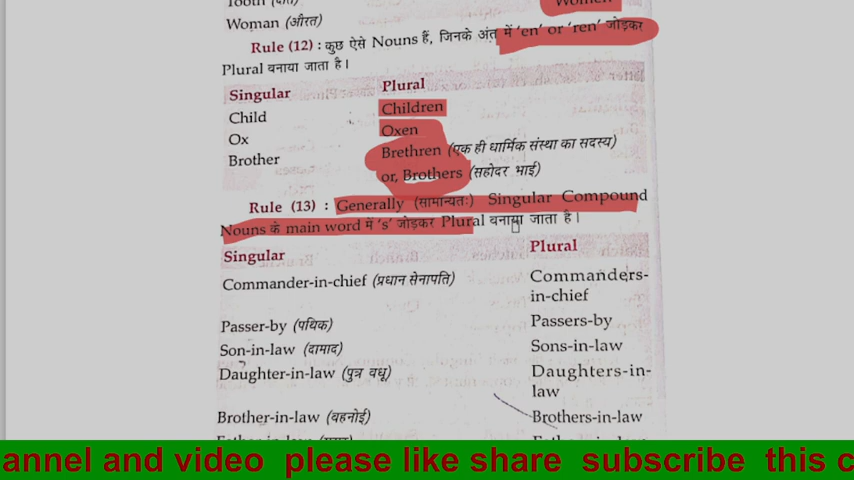 Woman (औरत)
Women
Rule (12) : कुछ ऐसे Nouns हैं, जिनके अंत में 'en' or 'ren' जोड़कर
Plural बनाया जाता है।
Singular Plural
Child Children
Ox Oxen
Brother Brethren (एक ही धार्मिक संस्था का सदस्य)
or, Brothers (सहोदर भाई)
Rule (13) : Generally (सामान्यतः) Singular Compound
Nouns के main word में 's' जोड़कर Plural बनाया जाता है।
Singular Plural
Commander-in-chief (प्रधान सेनापति) Commanders-
in-chief
Passer-by (पथिक) Passers-by
Son-in-law (दामाद) Sons-in-law
Daughter-in-law (पुत्र वधू) Daughters-in-
law
Brother-in-law (बहनोई) Brothers-in-law
annel and video please like share subscribe this c